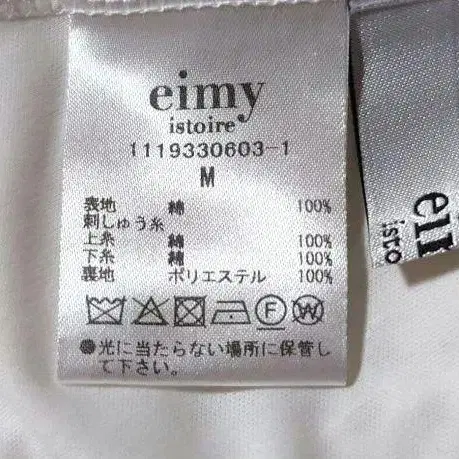 eimy
istoire
1119330603-1
M
表地 綿 100%
刺しゅう糸
上糸 綿 100%
下糸 綿 100%
裏地 ポリエステル 100%
F W
●光に当たらない場所に保管し
て下さい。
isto